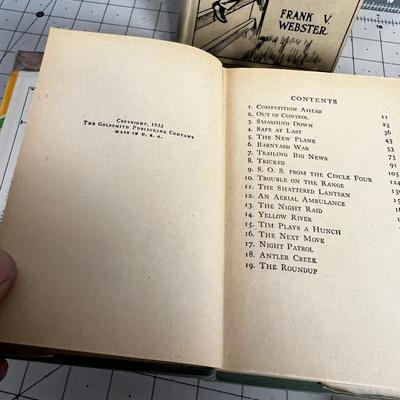 FRANK V.
WEBSTER
COPYRIGHT, 1933
THE GOLDSMITH PUBLISHING COMPANY
MADE IN U. S. A.
CONTENTS
1. COMPETITION AHEAD 11
2. OUT OF CONTROL 23
3. SMASHING DOWN 36
4. SAFE AT LAST 43
5. THE NEW PLANE 53
6. BARNYARD WAR 73
7. TRAILING BIG NEWS 91
8. TRICKED 105
9. S. O. S. FROM THE CIRCLE FOUR 124
10. TROUBLE ON THE RANGE
11. THE SHATTERED LANTERN
12. AN AERIAL AMBULANCE
13. THE NIGHT RAID
14. YELLOW RIVER
15. TIM PLAYS A HUNCH
16. THE NEXT MOVE
17. NIGHT PATROL
18. ANTLER CREEK
19. THE ROUNDUP